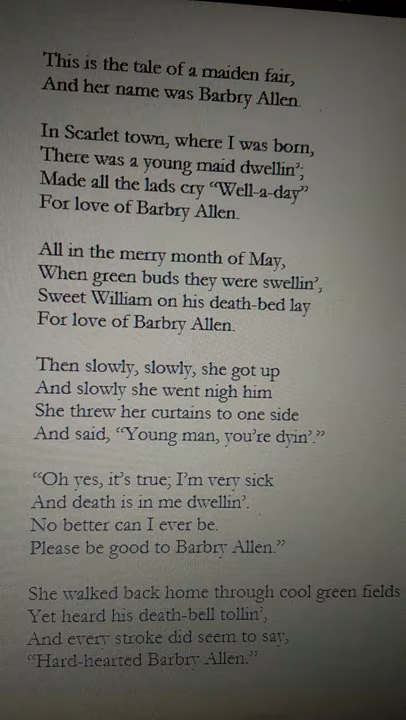 This is the tale of a maiden fair,
And her name was Barbry Allen.
In Scarlet town, where I was born,
There was a young maid dwellin';
Made all the lads cry “Well-a-day”
For love of Barbry Allen.
All in the merry month of May,
When green buds they were swellin',
Sweet William on his death-bed lay
For love of Barbry Allen.
Then slowly, slowly, she got up
And slowly she went nigh him
She threw her curtains to one side
And said, “Young man, you're dyin'.”
“Oh yes, it's true; I'm very sick
And death is in me dwellin'.
No better can I ever be.
Please be good to Barbry Allen.”
She walked back home through cool green fields
Yet heard his death-bell tollin',
And every stroke did seem to say,
“Hard-hearted Barbry Allen.”